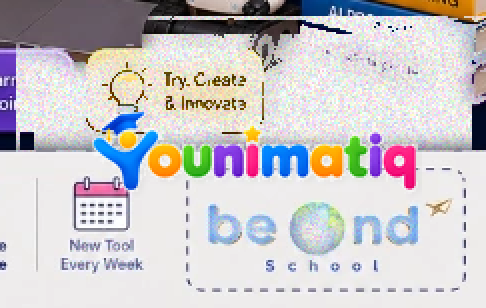 Try, Create
& Innovate
Younimatiq
New Tool
Every Week
be nd
School